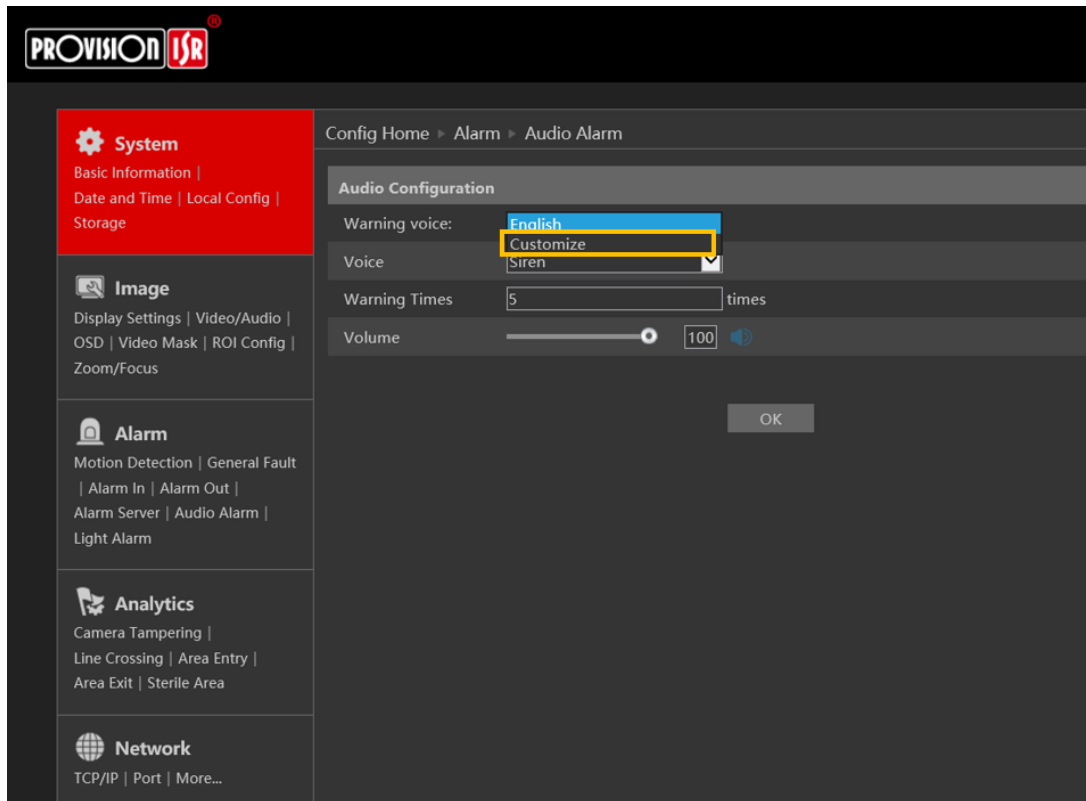 PROVISION ISR®
System
Basic Information |
Date and Time | Local Config |
Storage
Image
Display Settings | Video/Audio |
OSD | Video Mask | ROI Config |
Zoom/Focus
Alarm
Motion Detection | General Fault
| Alarm In | Alarm Out |
Alarm Server | Audio Alarm |
Light Alarm
Analytics
Camera Tampering |
Line Crossing | Area Entry |
Area Exit | Sterile Area
Network
TCP/IP | Port | More...
Config Home ▸ Alarm ▸ Audio Alarm
Audio Configuration
Warning voice: English
Customize
Voice Siren
Warning Times 5 times
Volume 100
OK